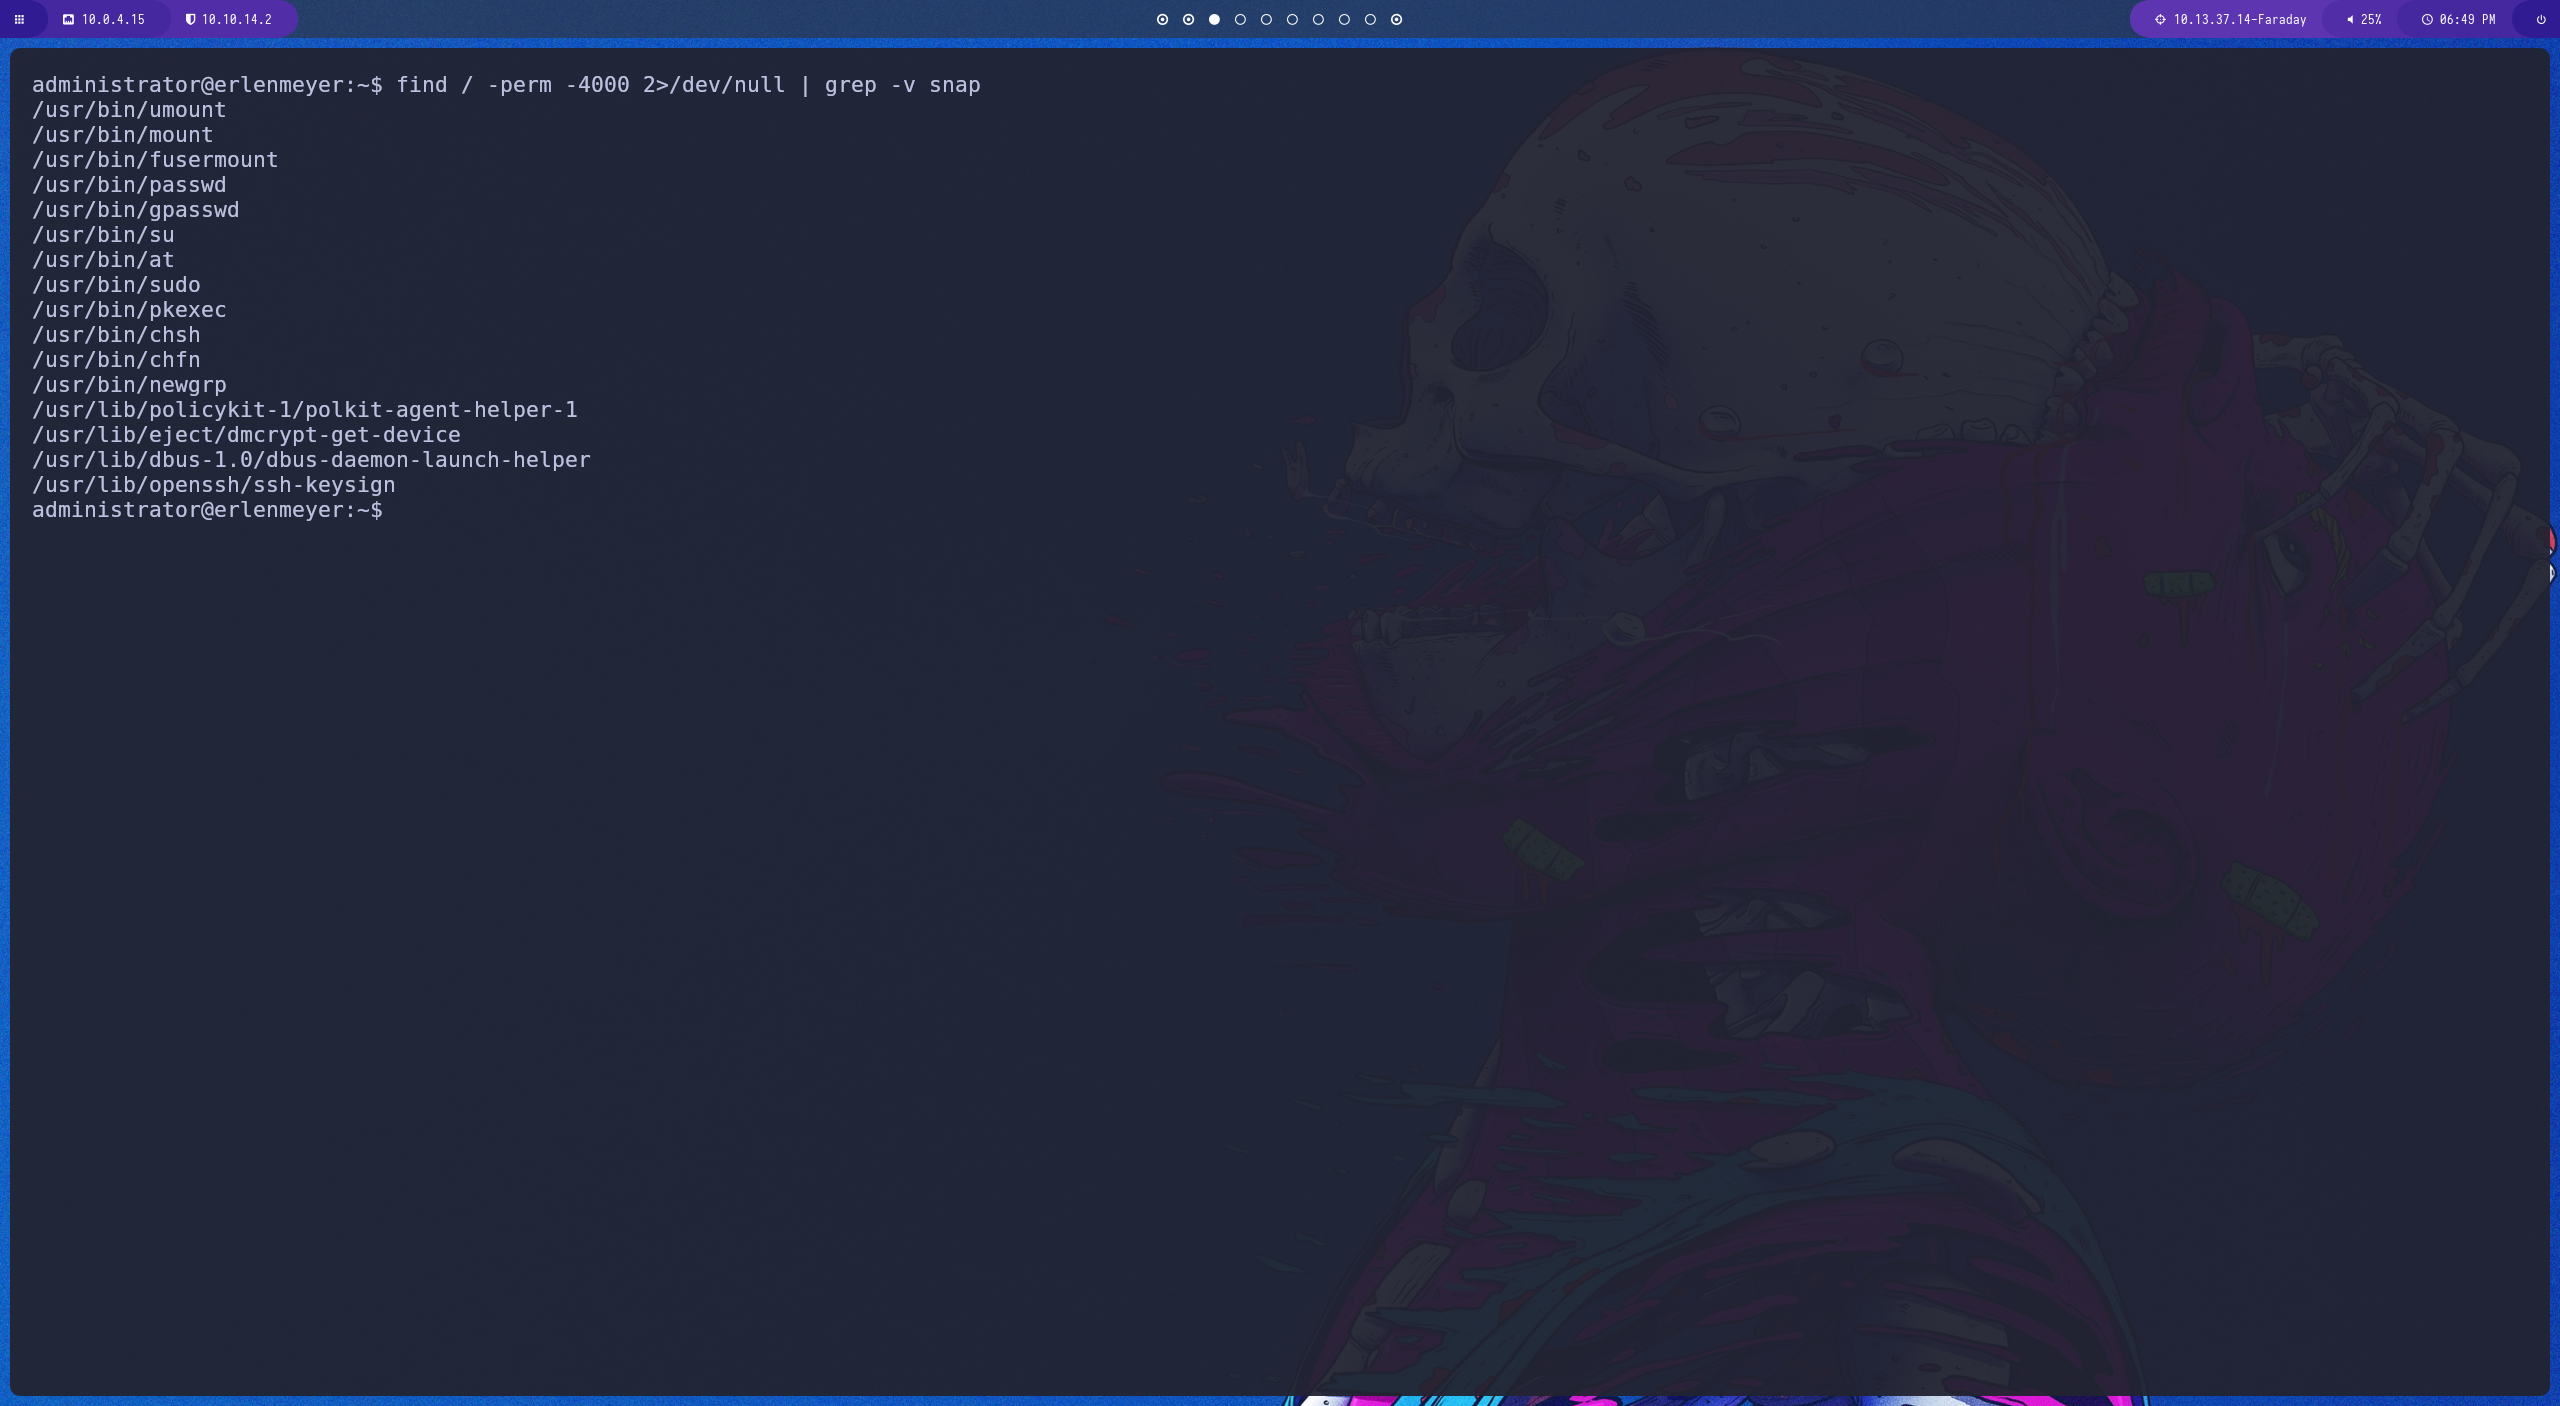 10.0.4.15 10.10.14.2 10.13.37.14-Faraday 25% 06:49 PM
administrator@erlenmeyer:~$ find / -perm -4000 2>/dev/null | grep -v snap
/usr/bin/umount
/usr/bin/mount
/usr/bin/fusermount
/usr/bin/passwd
/usr/bin/gpasswd
/usr/bin/su
/usr/bin/at
/usr/bin/sudo
/usr/bin/pkexec
/usr/bin/chsh
/usr/bin/chfn
/usr/bin/newgrp
/usr/lib/policykit-1/polkit-agent-helper-1
/usr/lib/eject/dmcrypt-get-device
/usr/lib/dbus-1.0/dbus-daemon-launch-helper
/usr/lib/openssh/ssh-keysign
administrator@erlenmeyer:~$